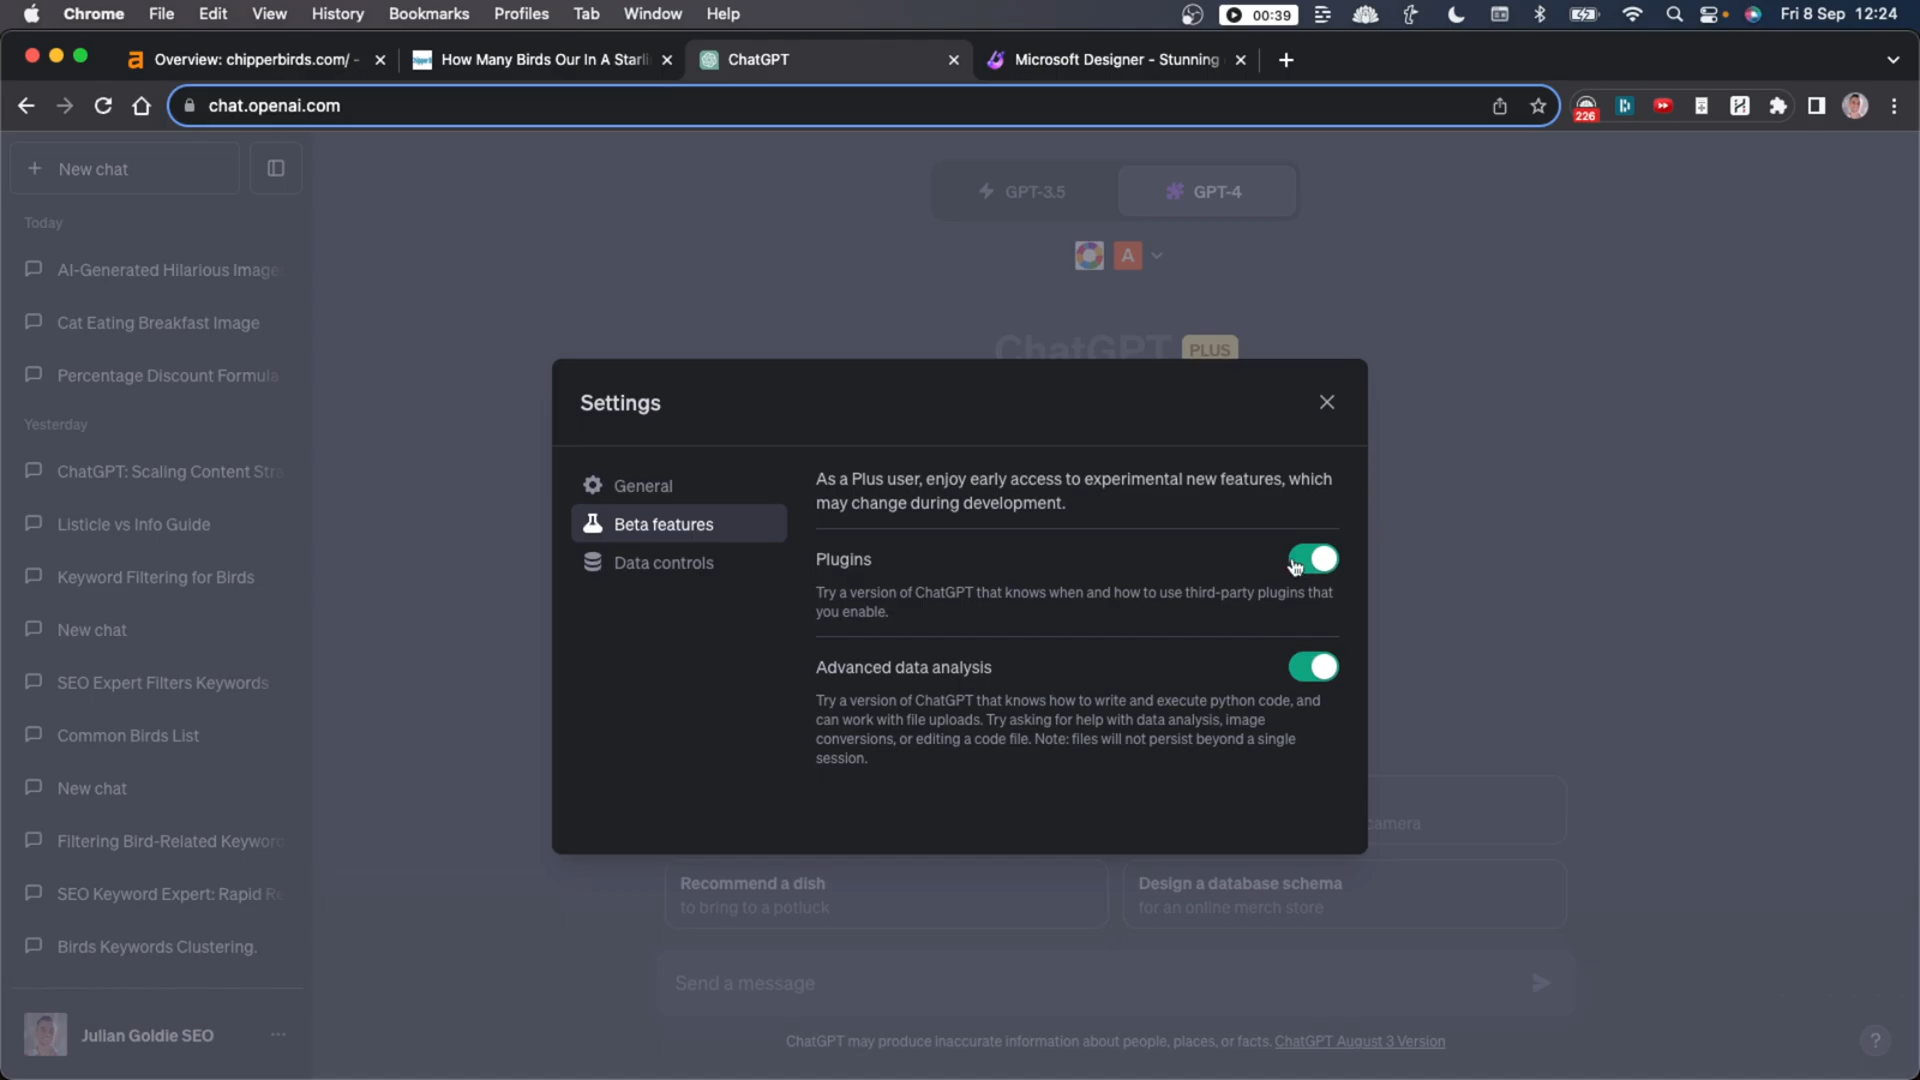 Chrome File Edit View History Bookmarks Profiles Tab Window Help 00:39 Fri 8 Sep 12:24
Overview: chipperbirds.com/ - How Many Birds Our In A Starli ChatGPT Microsoft Designer - Stunning
chat.openai.com 226
New chat
GPT-3.5 GPT-4
A
Today
AI-Generated Hilarious Image
Cat Eating Breakfast Image
Percentage Discount Formula
Yesterday
ChatGPT: Scaling Content Stra
Listicle vs Info Guide
Keyword Filtering for Birds
New chat
SEO Expert Filters Keywords
Common Birds List
New chat
Filtering Bird-Related Keyword
SEO Keyword Expert: Rapid Re
Birds Keywords Clustering.
Julian Goldie SEO
ChatGPT PLUS
Settings
General
Beta features
Data controls
As a Plus user, enjoy early access to experimental new features, which
may change during development.
Plugins
Try a version of ChatGPT that knows when and how to use third-party plugins that
you enable.
Advanced data analysis
Try a version of ChatGPT that knows how to write and execute python code, and
can work with file uploads. Try asking for help with data analysis, image
conversions, or editing a code file. Note: files will not persist beyond a single
session.
camera
Recommend a dish
to bring to a potluck
Design a database schema
for an online merch store
Send a message
ChatGPT may produce inaccurate information about people, places, or facts. ChatGPT August 3 Version
?